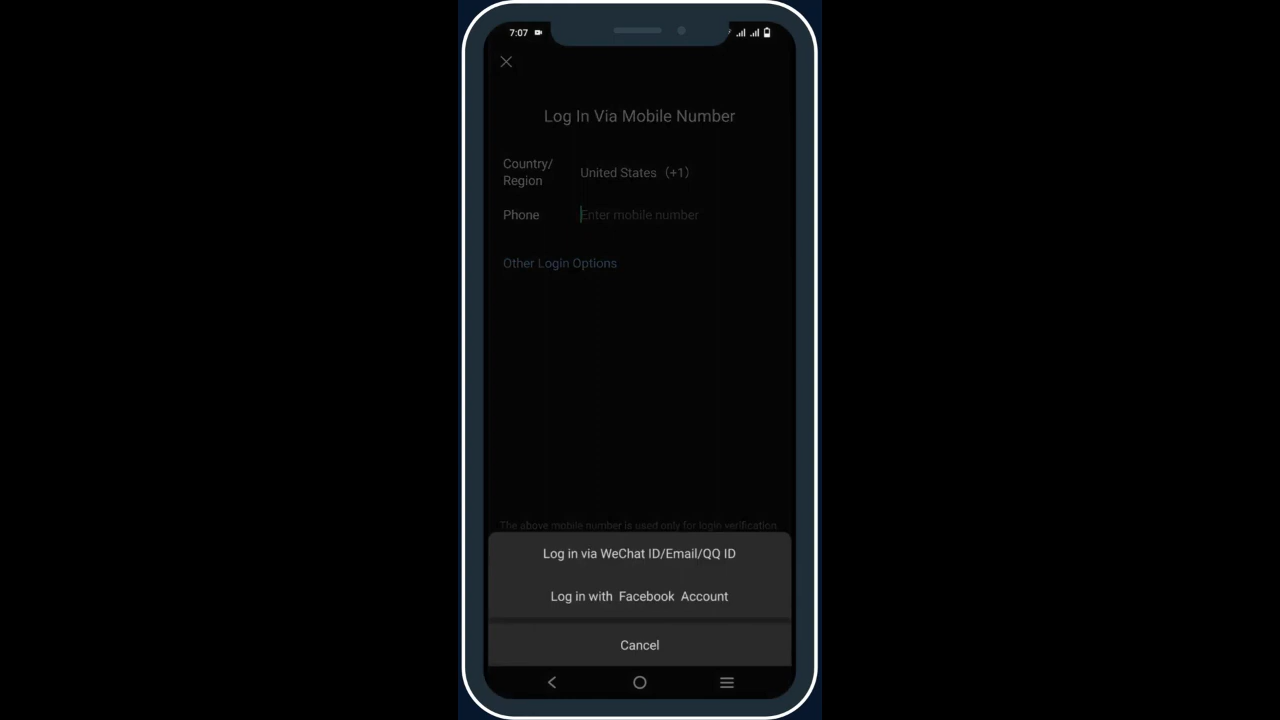 7:07
Log In Via Mobile Number
Country/
Region
United States (+1)
Phone
Enter mobile number
Other Login Options
The above mobile number is used only for login verification
Log in via WeChat ID/Email/QQ ID
Log in with Facebook Account
Cancel